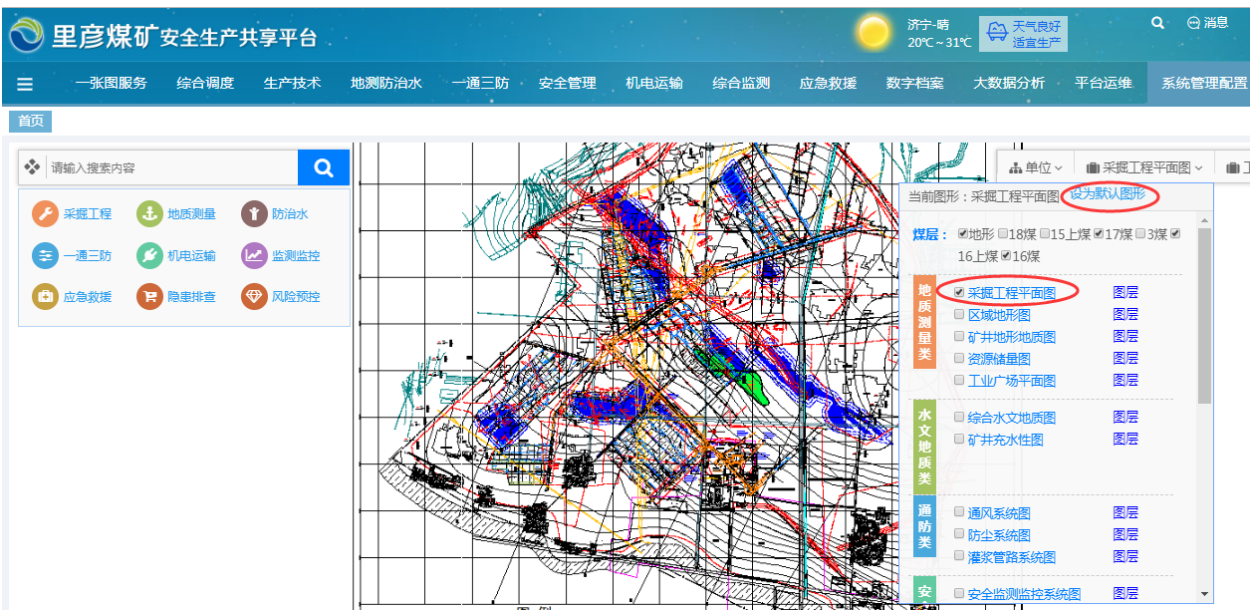 里彦煤矿安全生产共享平台
济宁-晴
20℃~31℃
天气良好
适宜生产
消息
一张图服务 综合调度 生产技术 地测防治水 一通三防 安全管理 机电运输 综合监测 应急救援 数字档案 大数据分析 平台运维 系统管理配置
首页
请输入搜索内容
单位 采掘工程平面图 工
采掘工程 地质测量 防治水
一通三防 机电运输 监测监控
应急救援 隐患排查 风险预控
当前图形：采掘工程平面图 设为默认图形
煤层： 地形 18煤 15上煤 17煤 3煤
16上煤 16煤
地质测量类
采掘工程平面图 图层
区域地形图 图层
矿井地形地质图 图层
资源储量图 图层
工业广场平面图 图层
水文地质类
综合水文地质图 图层
矿井充水性图 图层
通防类
通风系统图 图层
防尘系统图 图层
灌浆管路系统图 图层
安
安全监测监控系统图 图层
图 例